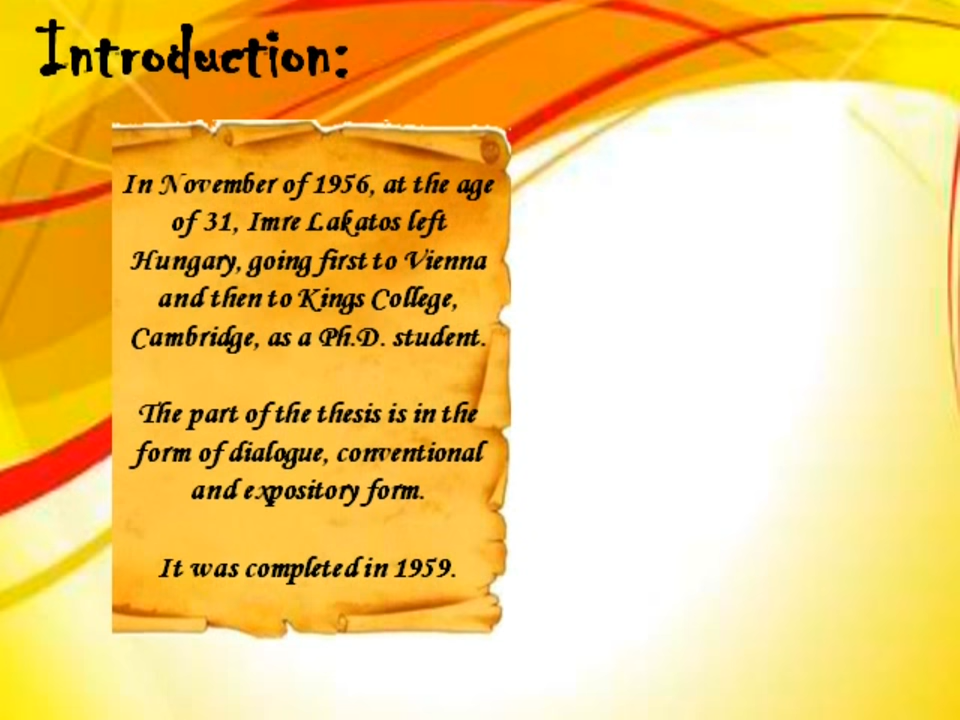 Introduction:
In November of 1956, at the age
of 31, Imre Lakatos left
Hungary, going first to Vienna
and then to Kings College,
Cambridge, as a Ph.D. student.
The part of the thesis is in the
form of dialogue, conventional
and expository form.
It was completed in 1959.